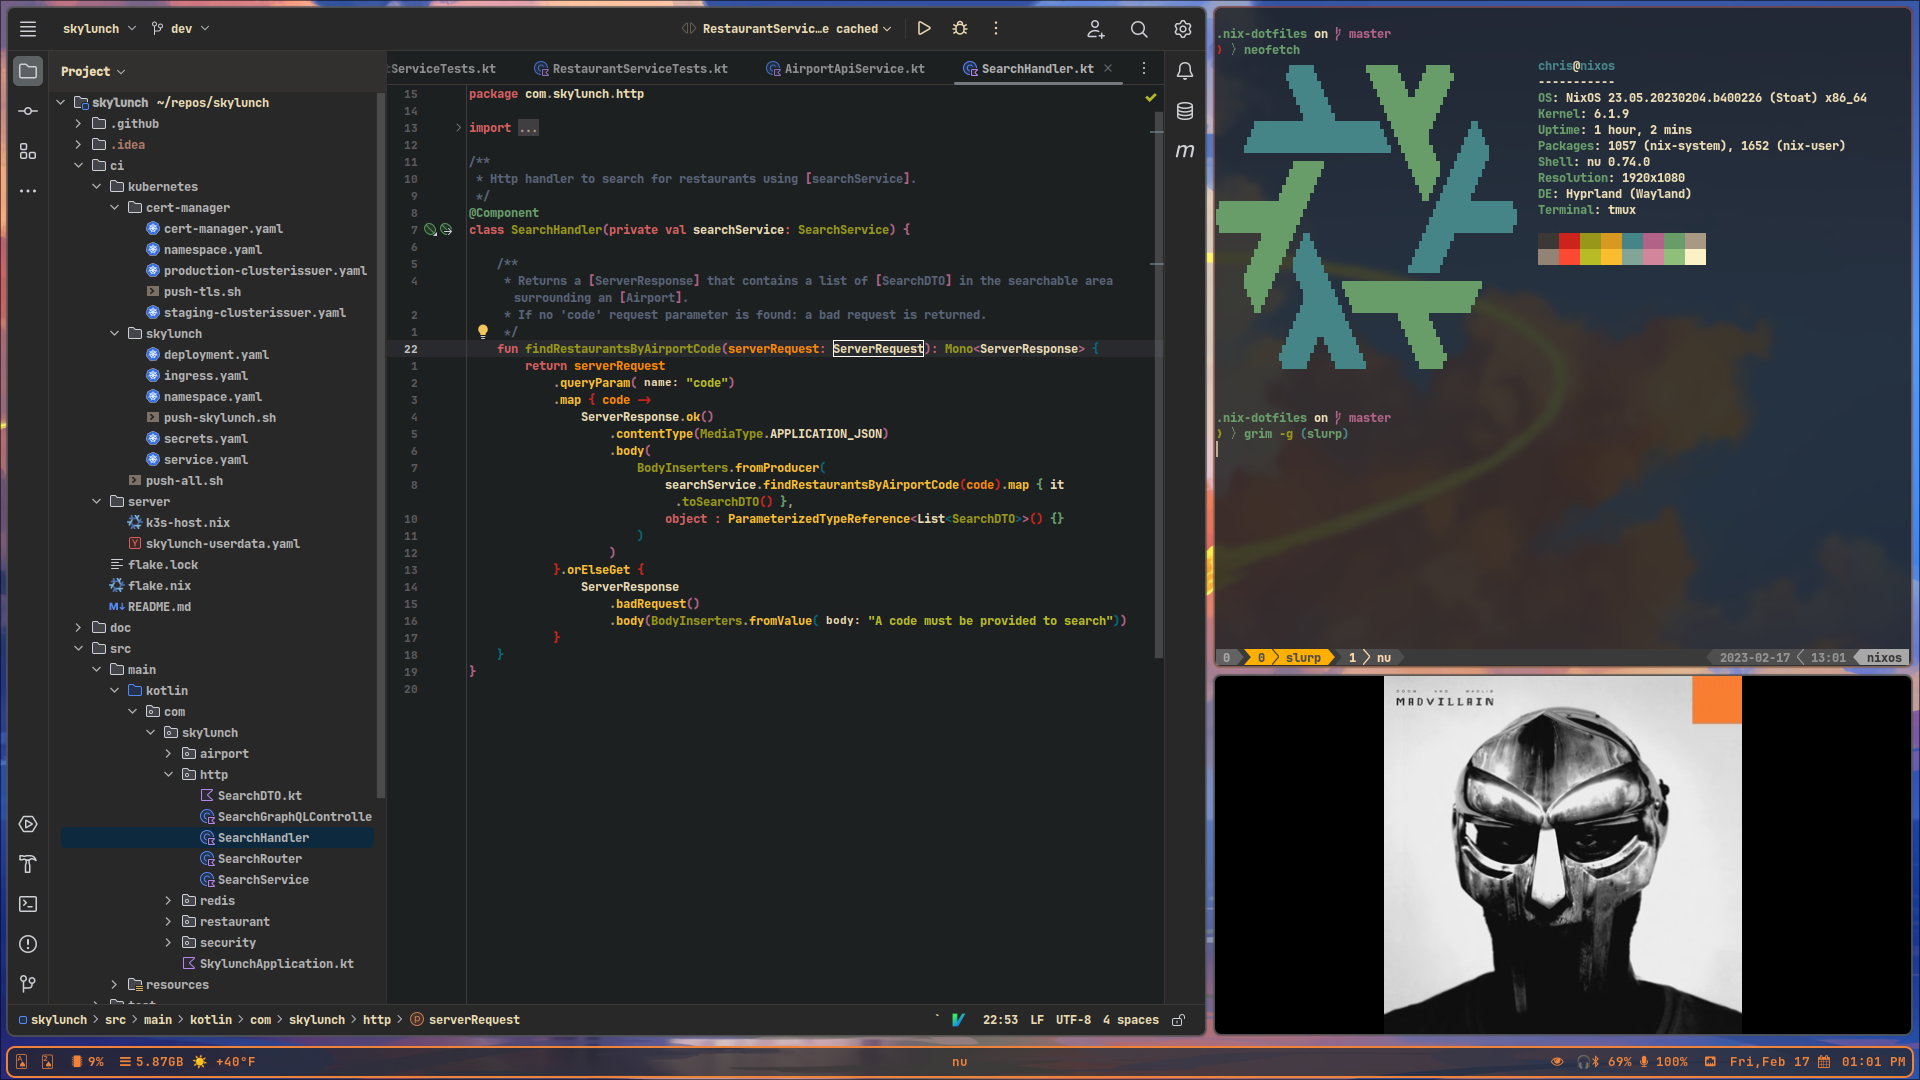 skylunch
dev
RestaurantServic…e cached
Project
skylunch ~/repos/skylunch
.github
.idea
ci
kubernetes
cert-manager
cert-manager.yaml
namespace.yaml
production-clusterissuer.yaml
push-tls.sh
staging-clusterissuer.yaml
skylunch
deployment.yaml
ingress.yaml
namespace.yaml
push-skylunch.sh
secrets.yaml
service.yaml
push-all.sh
server
k3s-host.nix
skylunch-userdata.yaml
flake.lock
flake.nix
README.md
doc
src
main
kotlin
com
skylunch
airport
http
SearchDTO.kt
SearchGraphQLControlle
SearchHandler
SearchRouter
SearchService
redis
restaurant
security
SkylunchApplication.kt
resources
tServiceTests.kt
RestaurantServiceTests.kt
AirportApiService.kt
SearchHandler.kt
15 package com.skylunch.http
14
13 import ...
12
11 /**
10 * Http handler to search for restaurants using [searchService].
9 */
8 @Component
7 class SearchHandler(private val searchService: SearchService) {
6
5 /**
4 * Returns a [ServerResponse] that contains a list of [SearchDTO] in the searchable area
surrounding an [Airport].
2 * If no 'code' request parameter is found: a bad request is returned.
1 */
22 fun findRestaurantsByAirportCode(serverRequest: ServerRequest): Mono<ServerResponse> {
1 return serverRequest
2 .queryParam( name: "code")
3 .map { code →
4 ServerResponse.ok()
5 .contentType(MediaType.APPLICATION_JSON)
6 .body(
7 BodyInserters.fromProducer(
8 searchService.findRestaurantsByAirportCode(code).map { it
.toSearchDTO() },
10 object : ParameterizedTypeReference<List<SearchDTO>>() {}
11 )
12 )
13 }.orElseGet {
14 ServerResponse
15 .badRequest()
16 .body(BodyInserters.fromValue( body: "A code must be provided to search"))
17 }
18 }
19 }
20
skylunch > src > main > kotlin > com > skylunch > http > serverRequest
22:53 LF UTF-8 4 spaces
.nix-dotfiles on master
) 〉neofetch
chris@nixos
-----------
OS: NixOS 23.05.20230204.b400226 (Stoat) x86_64
Kernel: 6.1.9
Uptime: 1 hour, 2 mins
Packages: 1057 (nix-system), 1652 (nix-user)
Shell: nu 0.74.0
Resolution: 1920x1080
DE: Hyprland (Wayland)
Terminal: tmux
.nix-dotfiles on master
) 〉grim -g (slurp)
0 0 slurp 1 nu 2023-02-17 13:01 nixos
MADVILLAIN
9% 5.87GB +40°F
nu
69% 100% Fri,Feb 17 01:01 PM